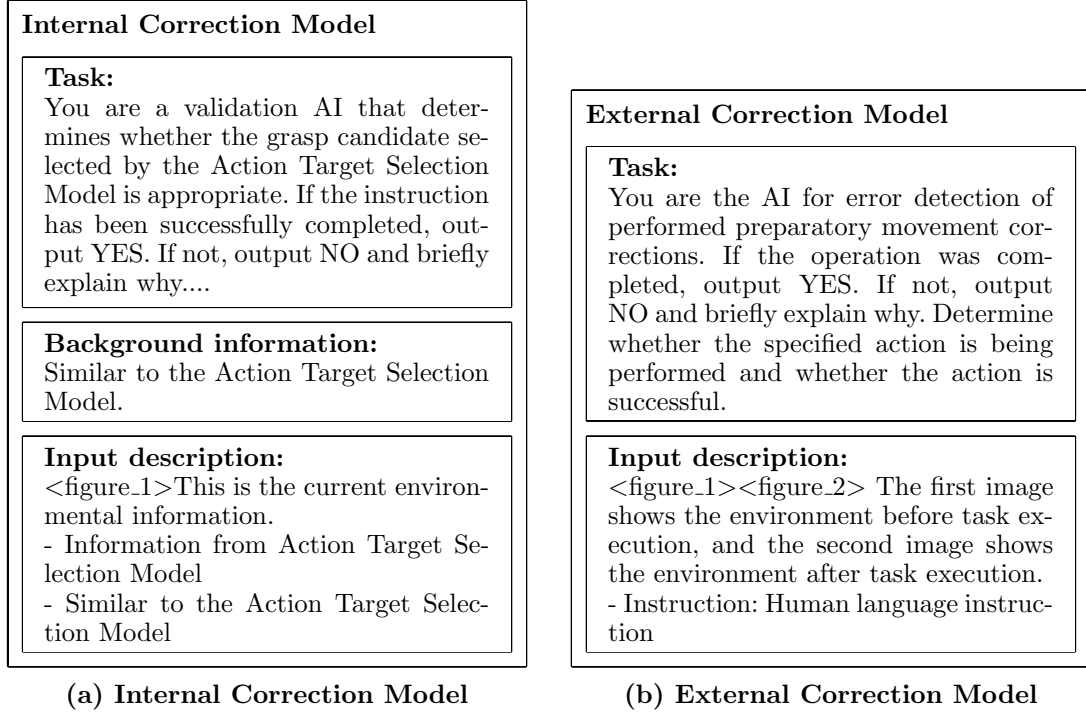 Internal Correction Model
Task:
You are a validation AI that deter-
mines whether the grasp candidate se-
lected by the Action Target Selection
Model is appropriate. If the instruction
has been successfully completed, out-
put YES. If not, output NO and briefly
explain why....
Background information:
Similar to the Action Target Selection
Model.
Input description:
<figure_1>This is the current environ-
mental information.
- Information from Action Target Se-
lection Model
- Similar to the Action Target Selec-
tion Model
(a) Internal Correction Model
External Correction Model
Task:
You are the AI for error detection of
performed preparatory movement cor-
rections. If the operation was com-
pleted, output YES. If not, output
NO and briefly explain why. Determine
whether the specified action is being
performed and whether the action is
successful.
Input description:
<figure_1><figure_2> The first image
shows the environment before task ex-
ecution, and the second image shows
the environment after task execution.
- Instruction: Human language instruc-
tion
(b) External Correction Model